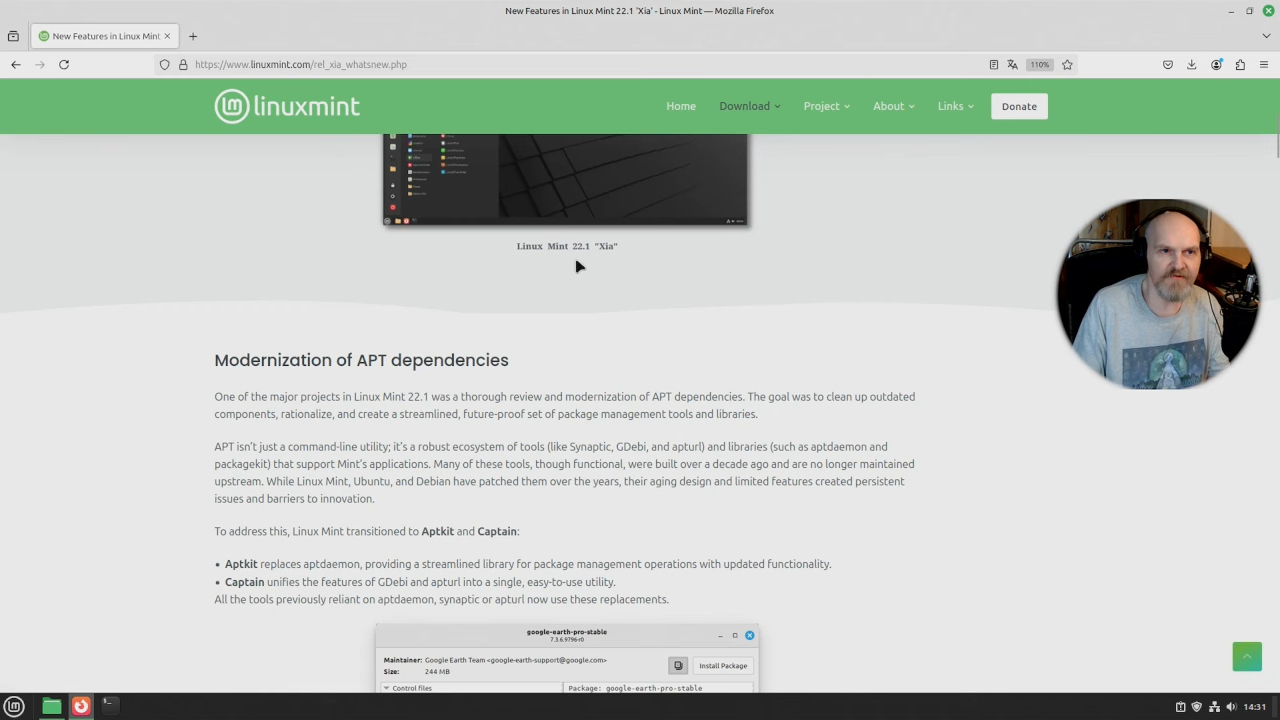 New Features in Linux Mint 22.1 'Xia' - Linux Mint — Mozilla Firefox
New Features in Linux Mint
https://www.linuxmint.com/rel_xia_whatsnew.php
110%
linuxmint
Home
Download
Project
About
Links
Donate
Linux Mint 22.1 "Xia"
Modernization of APT dependencies
One of the major projects in Linux Mint 22.1 was a thorough review and modernization of APT dependencies. The goal was to clean up outdated
components, rationalize, and create a streamlined, future-proof set of package management tools and libraries.
APT isn't just a command-line utility; it's a robust ecosystem of tools (like Synaptic, GDebi, and apturl) and libraries (such as aptdaemon and
packagekit) that support Mint's applications. Many of these tools, though functional, were built over a decade ago and are no longer maintained
upstream. While Linux Mint, Ubuntu, and Debian have patched them over the years, their aging design and limited features created persistent
issues and barriers to innovation.
To address this, Linux Mint transitioned to Aptkit and Captain:
• Aptkit replaces aptdaemon, providing a streamlined library for package management operations with updated functionality.
• Captain unifies the features of GDebi and apturl into a single, easy-to-use utility.
All the tools previously reliant on aptdaemon, synaptic or apturl now use these replacements.
google-earth-pro-stable
7.3.6.9796-r0
Maintainer: Google Earth Team <google-earth-support@google.com>
Size: 244 MB
Install Package
Control files
Package: google-earth-pro-stable
14:31